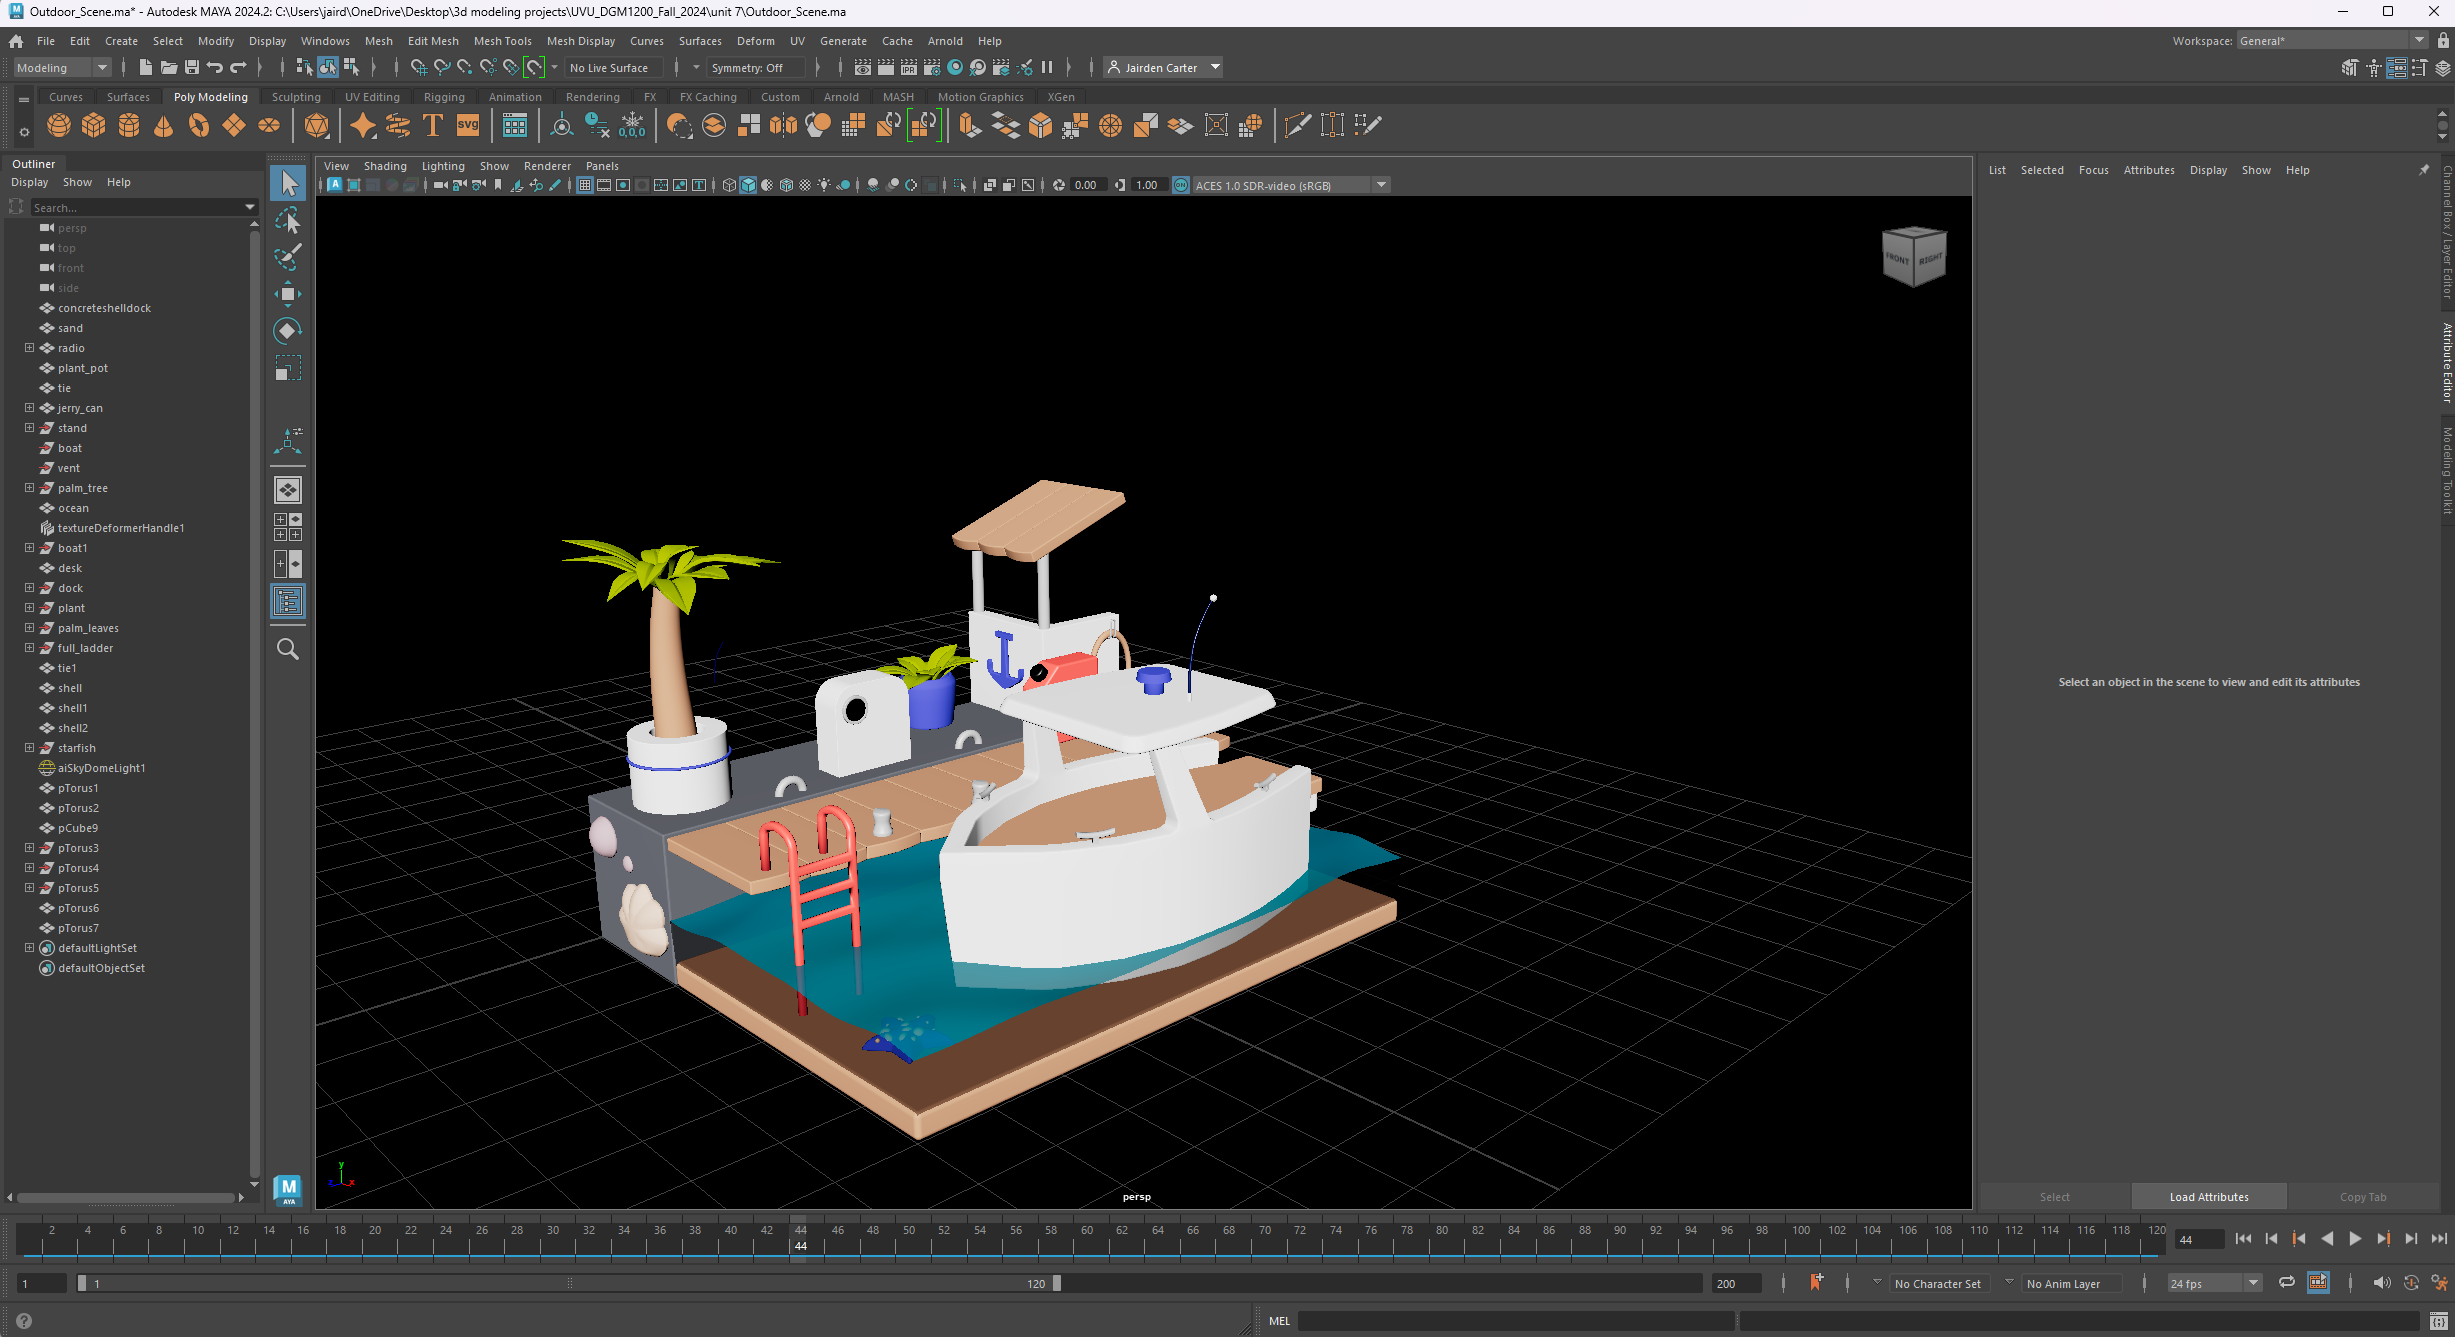 Outdoor_Scene.ma* - Autodesk MAYA 2024.2: C:\Users\jaird\OneDrive\Desktop\3d modeling projects\UVU_DGM1200_Fall_2024\unit 7\Outdoor_Scene.ma
File Edit Create Select Modify Display Windows Mesh Edit Mesh Mesh Tools Mesh Display Curves Surfaces Deform UV Generate Cache Arnold Help
Workspace: General*
Modeling
No Live Surface
Symmetry: Off
IPR
Jairden Carter
Curves Surfaces Poly Modeling Sculpting UV Editing Rigging Animation Rendering FX FX Caching Custom Arnold MASH Motion Graphics XGen
T
SVG
0,0,0
Outliner
Display Show Help
Search...
persp
top
front
side
concreteshelldock
sand
radio
plant_pot
tie
jerry_can
stand
boat
vent
palm_tree
ocean
textureDeformerHandle1
boat1
desk
dock
plant
palm_leaves
full_ladder
tie1
shell
shell1
shell2
starfish
aiSkyDomeLight1
pTorus1
pTorus2
pCube9
pTorus3
pTorus4
pTorus5
pTorus6
pTorus7
defaultLightSet
defaultObjectSet
M
AYA
View Shading Lighting Show Renderer Panels
0.00
1.00
ACES 1.0 SDR-video (sRGB)
FRONT RIGHT
y
x
persp
List Selected Focus Attributes Display Show Help
Channel Box / Layer Editor
Attribute Editor
Modeling Toolkit
Select an object in the scene to view and edit its attributes
Select Load Attributes Copy Tab
2 4 6 8 10 12 14 16 18 20 22 24 26 28 30 32 34 36 38 40 42 44 46 48 50 52 54 56 58 60 62 64 66 68 70 72 74 76 78 80 82 84 86 88 90 92 94 96 98 100 102 104 106 108 110 112 114 116 118 120
44
44
1 1 120 200
No Character Set
No Anim Layer
24 fps
MEL